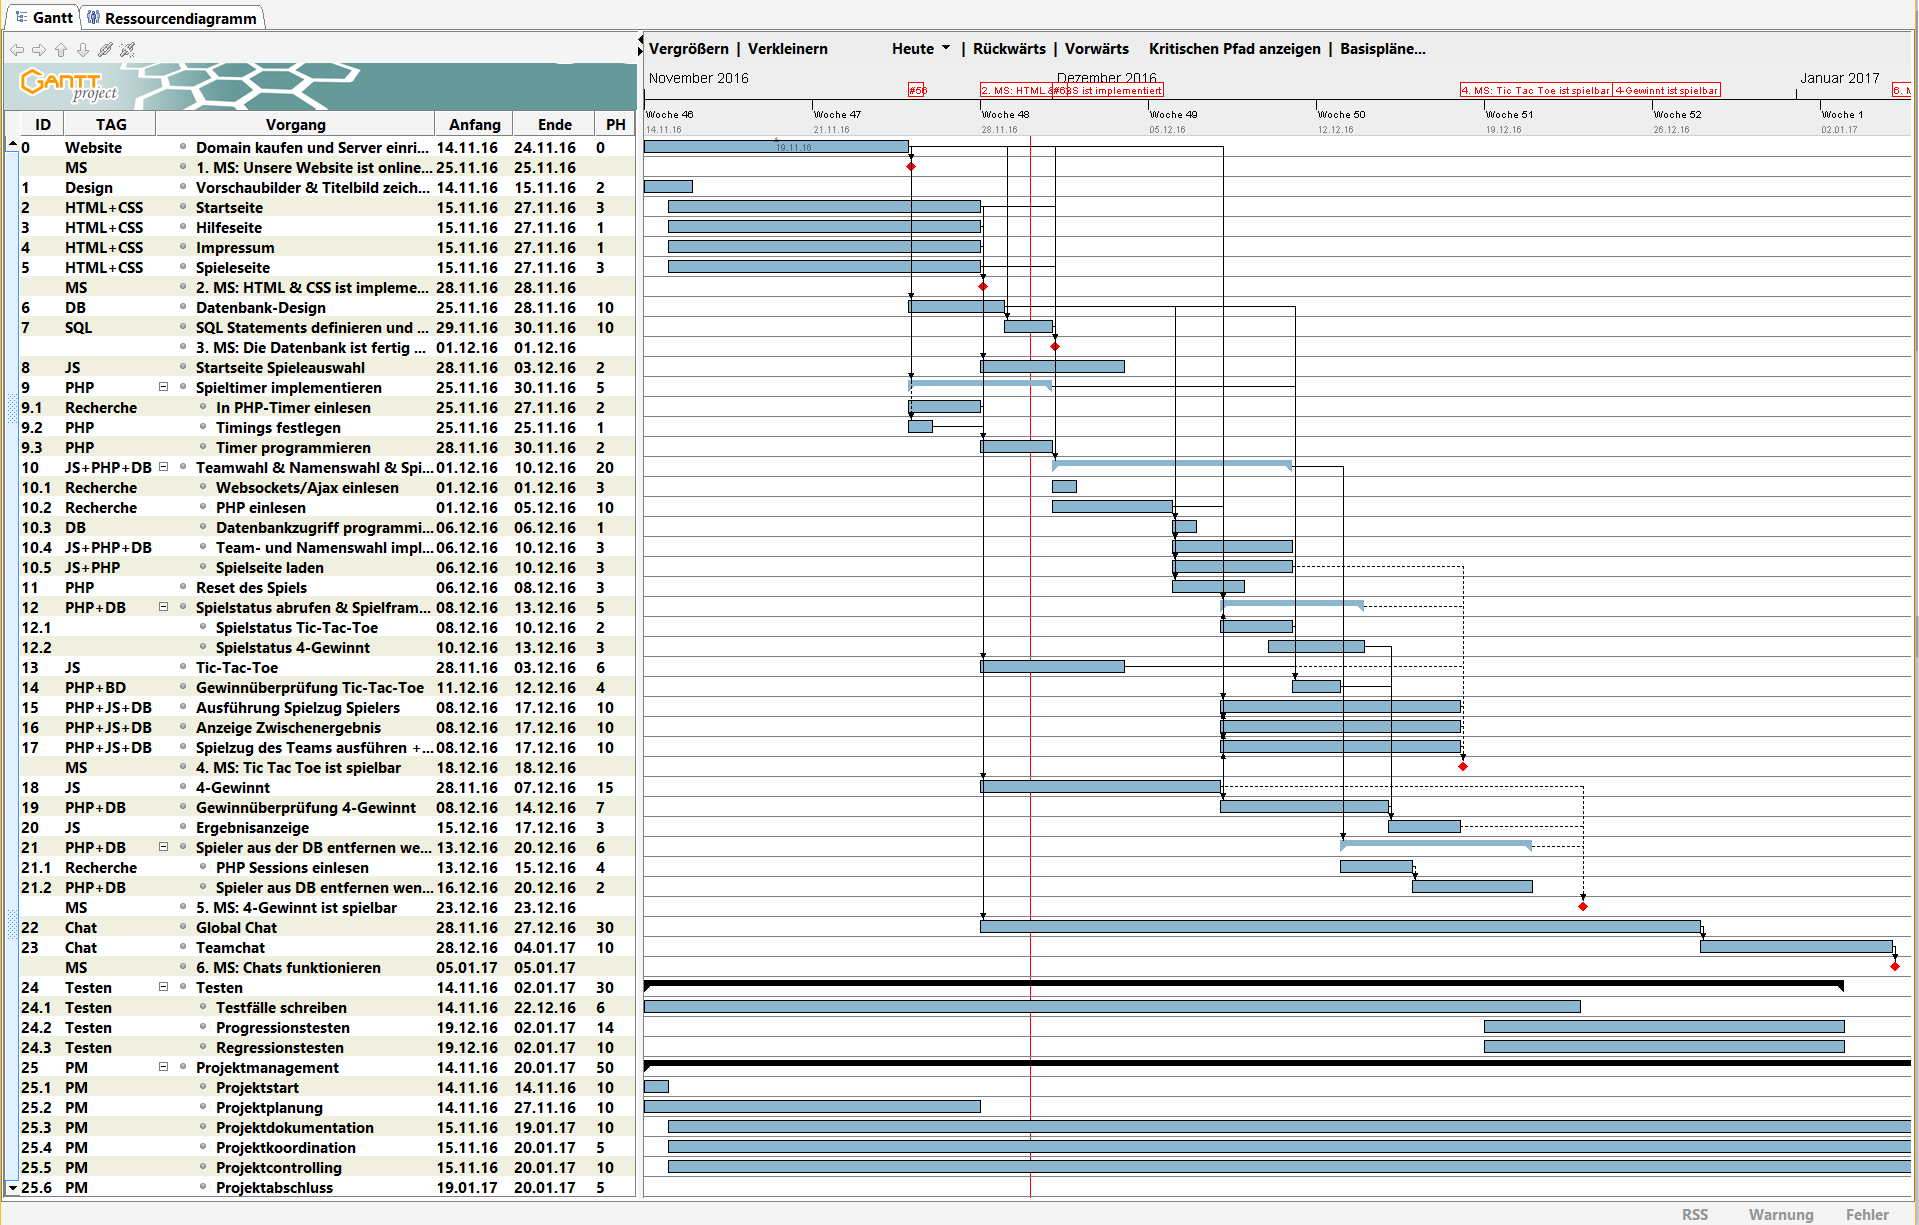 Gantt Ressourcendiagramm
Vergrößern | Verkleinern Heute | Rückwärts | Vorwärts Kritischen Pfad anzeigen | Basispläne...
GANTT project
November 2016 Dezember 2016 Januar 2017
#56 2. MS: HTML & #63 S ist implementiert 4. MS: Tic Tac Toe ist spielbar 4-Gewinnt ist spielbar 6. M
Woche 46 Woche 47 Woche 48 Woche 49 Woche 50 Woche 51 Woche 52 Woche 1
14.11.16 21.11.16 28.11.16 05.12.16 12.12.16 19.12.16 26.12.16 02.01.17
ID TAG Vorgang Anfang Ende PH
0 Website Domain kaufen und Server einri... 14.11.16 24.11.16 0
19.11.16
MS 1. MS: Unsere Website ist online... 25.11.16 25.11.16
1 Design Vorschaubilder & Titelbild zeich... 14.11.16 15.11.16 2
2 HTML+CSS Startseite 15.11.16 27.11.16 3
3 HTML+CSS Hilfeseite 15.11.16 27.11.16 1
4 HTML+CSS Impressum 15.11.16 27.11.16 1
5 HTML+CSS Spieleseite 15.11.16 27.11.16 3
MS 2. MS: HTML & CSS ist impleme... 28.11.16 28.11.16
6 DB Datenbank-Design 25.11.16 28.11.16 10
7 SQL SQL Statements definieren und ... 29.11.16 30.11.16 10
3. MS: Die Datenbank ist fertig ... 01.12.16 01.12.16
8 JS Startseite Spieleauswahl 28.11.16 03.12.16 2
9 PHP Spieltimer implementieren 25.11.16 30.11.16 5
9.1 Recherche In PHP-Timer einlesen 25.11.16 27.11.16 2
9.2 PHP Timings festlegen 25.11.16 25.11.16 1
9.3 PHP Timer programmieren 28.11.16 30.11.16 2
10 JS+PHP+DB Teamwahl & Namenswahl & Spi... 01.12.16 10.12.16 20
10.1 Recherche Websockets/Ajax einlesen 01.12.16 01.12.16 3
10.2 Recherche PHP einlesen 01.12.16 05.12.16 10
10.3 DB Datenbankzugriff programmi... 06.12.16 06.12.16 1
10.4 JS+PHP+DB Team- und Namenswahl impl... 06.12.16 10.12.16 3
10.5 JS+PHP Spielseite laden 06.12.16 10.12.16 3
11 PHP Reset des Spiels 06.12.16 08.12.16 3
12 PHP+DB Spielstatus abrufen & Spielfram... 08.12.16 13.12.16 5
12.1 Spielstatus Tic-Tac-Toe 08.12.16 10.12.16 2
12.2 Spielstatus 4-Gewinnt 10.12.16 13.12.16 3
13 JS Tic-Tac-Toe 28.11.16 03.12.16 6
14 PHP+BD Gewinnüberprüfung Tic-Tac-Toe 11.12.16 12.12.16 4
15 PHP+JS+DB Ausführung Spielzug Spielers 08.12.16 17.12.16 10
16 PHP+JS+DB Anzeige Zwischenergebnis 08.12.16 17.12.16 10
17 PHP+JS+DB Spielzug des Teams ausführen +... 08.12.16 17.12.16 10
MS 4. MS: Tic Tac Toe ist spielbar 18.12.16 18.12.16
18 JS 4-Gewinnt 28.11.16 07.12.16 15
19 PHP+DB Gewinnüberprüfung 4-Gewinnt 08.12.16 14.12.16 7
20 JS Ergebnisanzeige 15.12.16 17.12.16 3
21 PHP+DB Spieler aus der DB entfernen we... 13.12.16 20.12.16 6
21.1 Recherche PHP Sessions einlesen 13.12.16 15.12.16 4
21.2 PHP+DB Spieler aus DB entfernen wen... 16.12.16 20.12.16 2
MS 5. MS: 4-Gewinnt ist spielbar 23.12.16 23.12.16
22 Chat Global Chat 28.11.16 27.12.16 30
23 Chat Teamchat 28.12.16 04.01.17 10
MS 6. MS: Chats funktionieren 05.01.17 05.01.17
24 Testen Testen 14.11.16 02.01.17 30
24.1 Testen Testfälle schreiben 14.11.16 22.12.16 6
24.2 Testen Progressionstesten 19.12.16 02.01.17 14
24.3 Testen Regressionstesten 19.12.16 02.01.17 10
25 PM Projektmanagement 14.11.16 20.01.17 50
25.1 PM Projektstart 14.11.16 14.11.16 10
25.2 PM Projektplanung 14.11.16 27.11.16 10
25.3 PM Projektdokumentation 15.11.16 19.01.17 10
25.4 PM Projektkoordination 15.11.16 20.01.17 5
25.5 PM Projektcontrolling 15.11.16 20.01.17 10
25.6 PM Projektabschluss 19.01.17 20.01.17 5
RSS Warnung Fehler